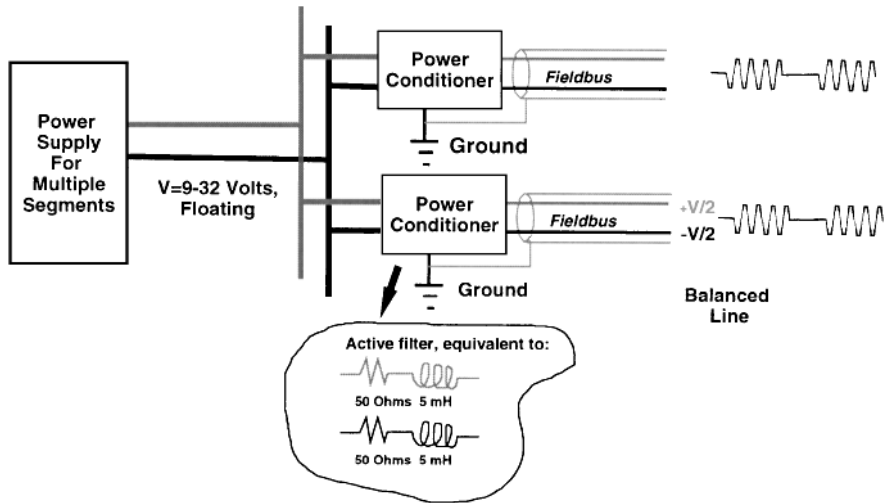 Power
Supply
For
Multiple
Segments
V=9-32 Volts,
Floating
Power
Conditioner
Fieldbus
Ground
Power
Conditioner
Fieldbus
+V/2
-V/2
Ground
Balanced
Line
Active filter, equivalent to:
50 Ohms 5 mH
50 Ohms 5 mH